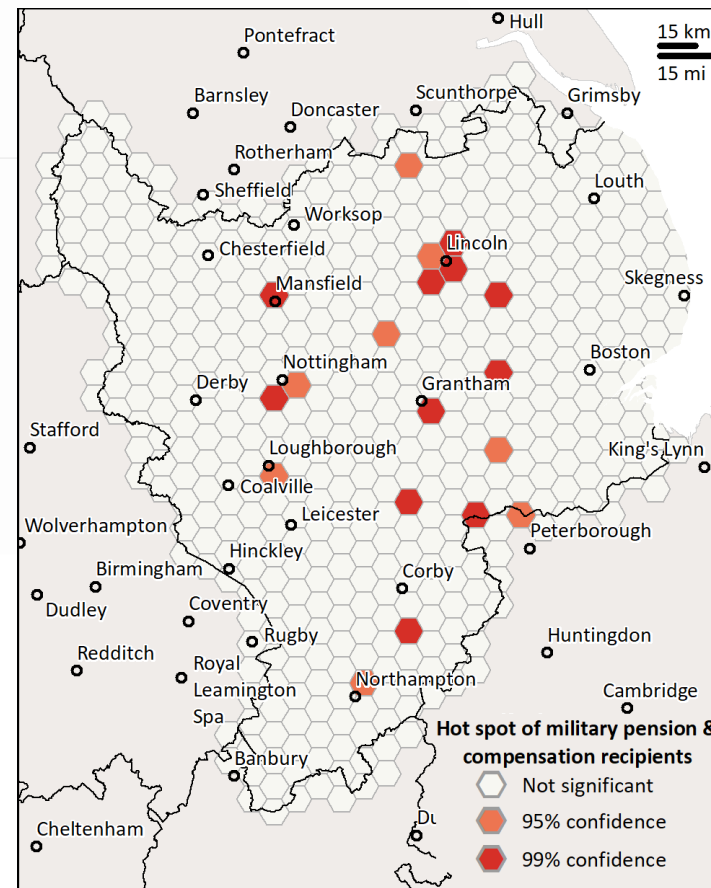 Hull
Pontefract
15 km
15 mi
Barnsley
Scunthorpe
Grimsby
Doncaster
Rotherham
Sheffield
Louth
Worksop
Chesterfield
Lincoln
Mansfield
Skegness
Nottingham
Boston
Derby
Grantham
Stafford
Loughborough
King's Lynn
Coalville
Leicester
Wolverhampton
Peterborough
Hinckley
Birmingham
Corby
Dudley
Coventry
Rugby
Huntingdon
Redditch
Royal
Leamington
Spa
Northampton
Cambridge
Hot spot of military pension &
compensation recipients
Banbury
Not significant
Du
95% confidence
Cheltenham
99% confidence